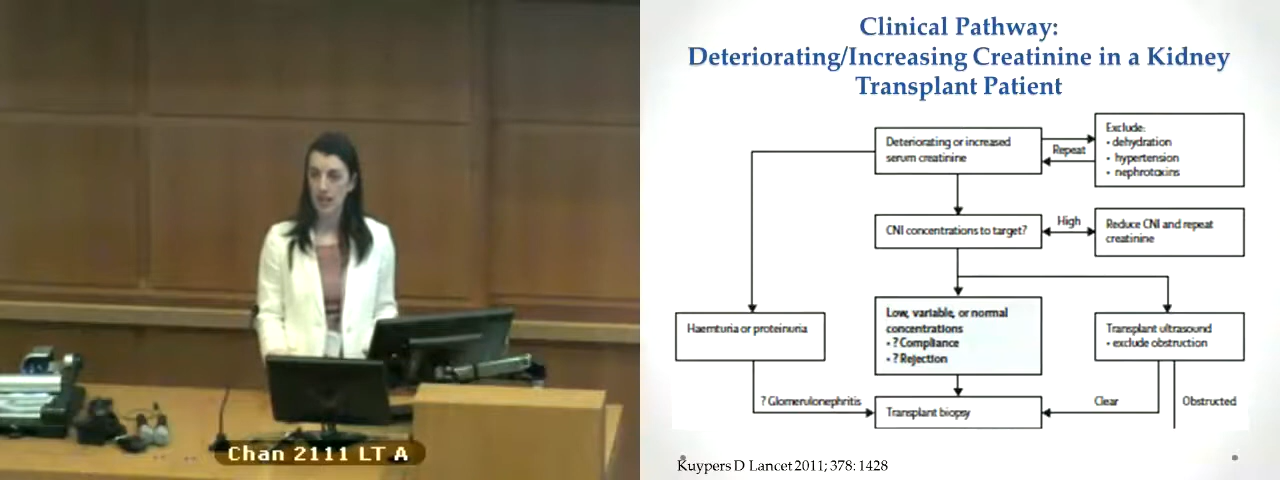 Clinical Pathway:
Deteriorating/Increasing Creatinine in a Kidney
Transplant Patient
Deteriorating or increased
serum creatinine
Repeat
Exclude:
• dehydration
• hypertension
• nephrotoxins
CNI concentrations to target?
High
Reduce CNI and repeat
creatinine
Haemturia or proteinuria
Low, variable, or normal
concentrations
• ? Compliance
• ? Rejection
Transplant ultrasound
• exclude obstruction
? Glomerulonephritis
Transplant biopsy
Clear
Obstructed
Kuypers D Lancet 2011; 378: 1428
Chan 2111 LT A